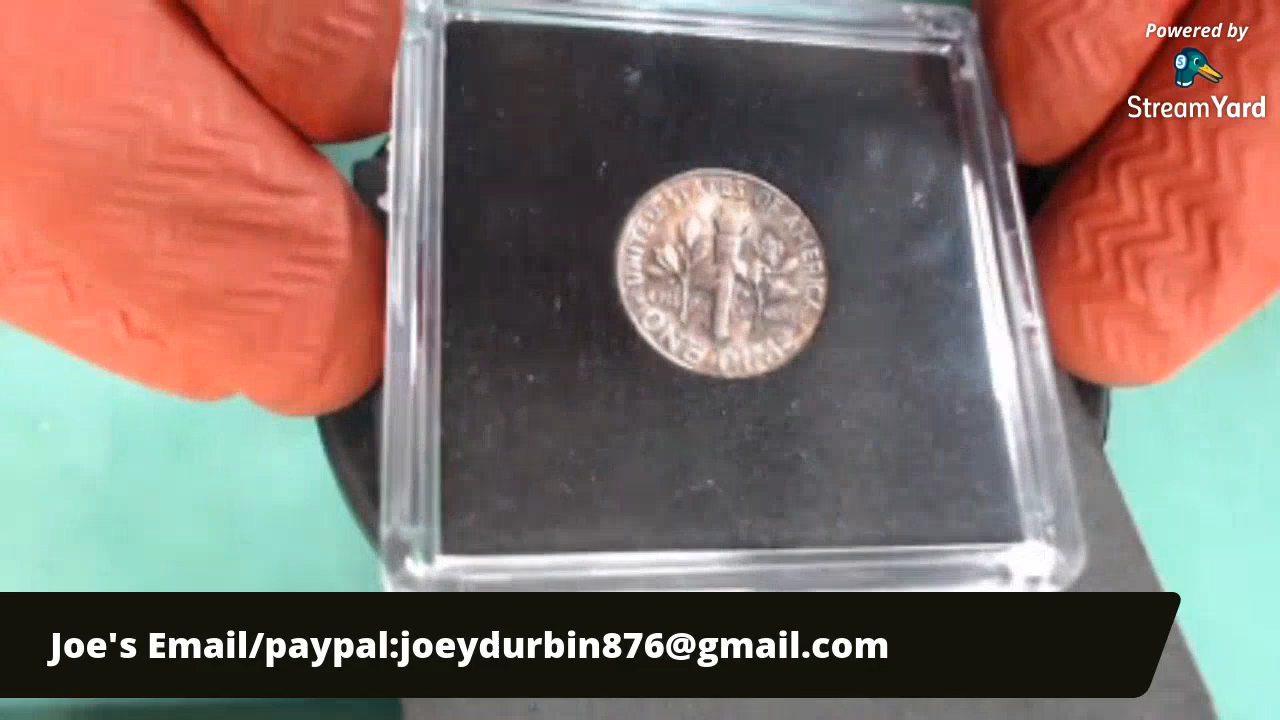 Powered by
StreamYard
UNITED STATES OF AMERICA
ONE DIME
Joe's Email/paypal:joeydurbin876@gmail.com